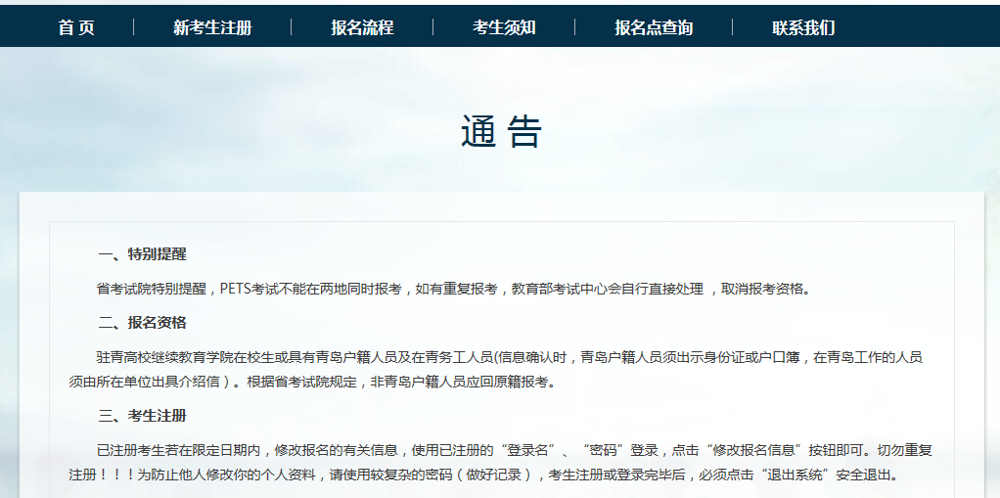 首 页
新考生注册
报名流程
考生须知
报名点查询
联系我们
通 告
一、特别提醒
省考试院特别提醒，PETS考试不能在两地同时报考，如有重复报考，教育部考试中心会自行直接处理 ，取消报考资格。
二、报名资格
驻青高校继续教育学院在校生或具有青岛户籍人员及在青务工人员(信息确认时，青岛户籍人员须出示身份证或户口簿，在青岛工作的人员
须由所在单位出具介绍信）。根据省考试院规定，非青岛户籍人员应回原籍报考。
三、考生注册
已注册考生若在限定日期内，修改报名的有关信息，使用已注册的“登录名”、“密码”登录，点击“修改报名信息”按钮即可。切勿重复
注册！！！为防止他人修改你的个人资料，请使用较复杂的密码（做好记录），考生注册或登录完毕后，必须点击“退出系统”安全退出。